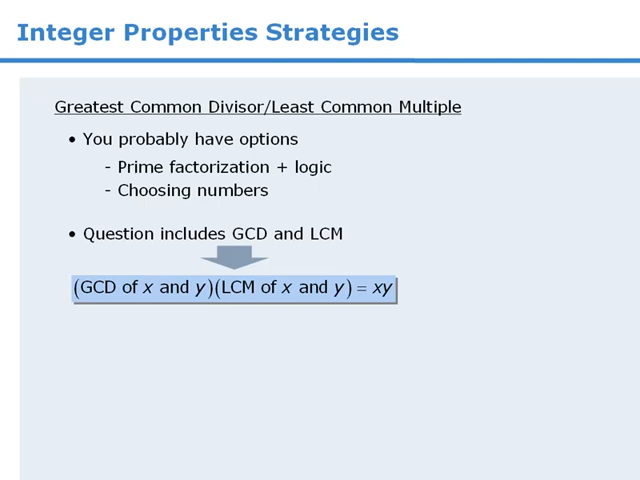 Integer Properties Strategies
Greatest Common Divisor/Least Common Multiple
• You probably have options
- Prime factorization + logic
- Choosing numbers
• Question includes GCD and LCM
(GCD of x and y)(LCM of x and y) = xy